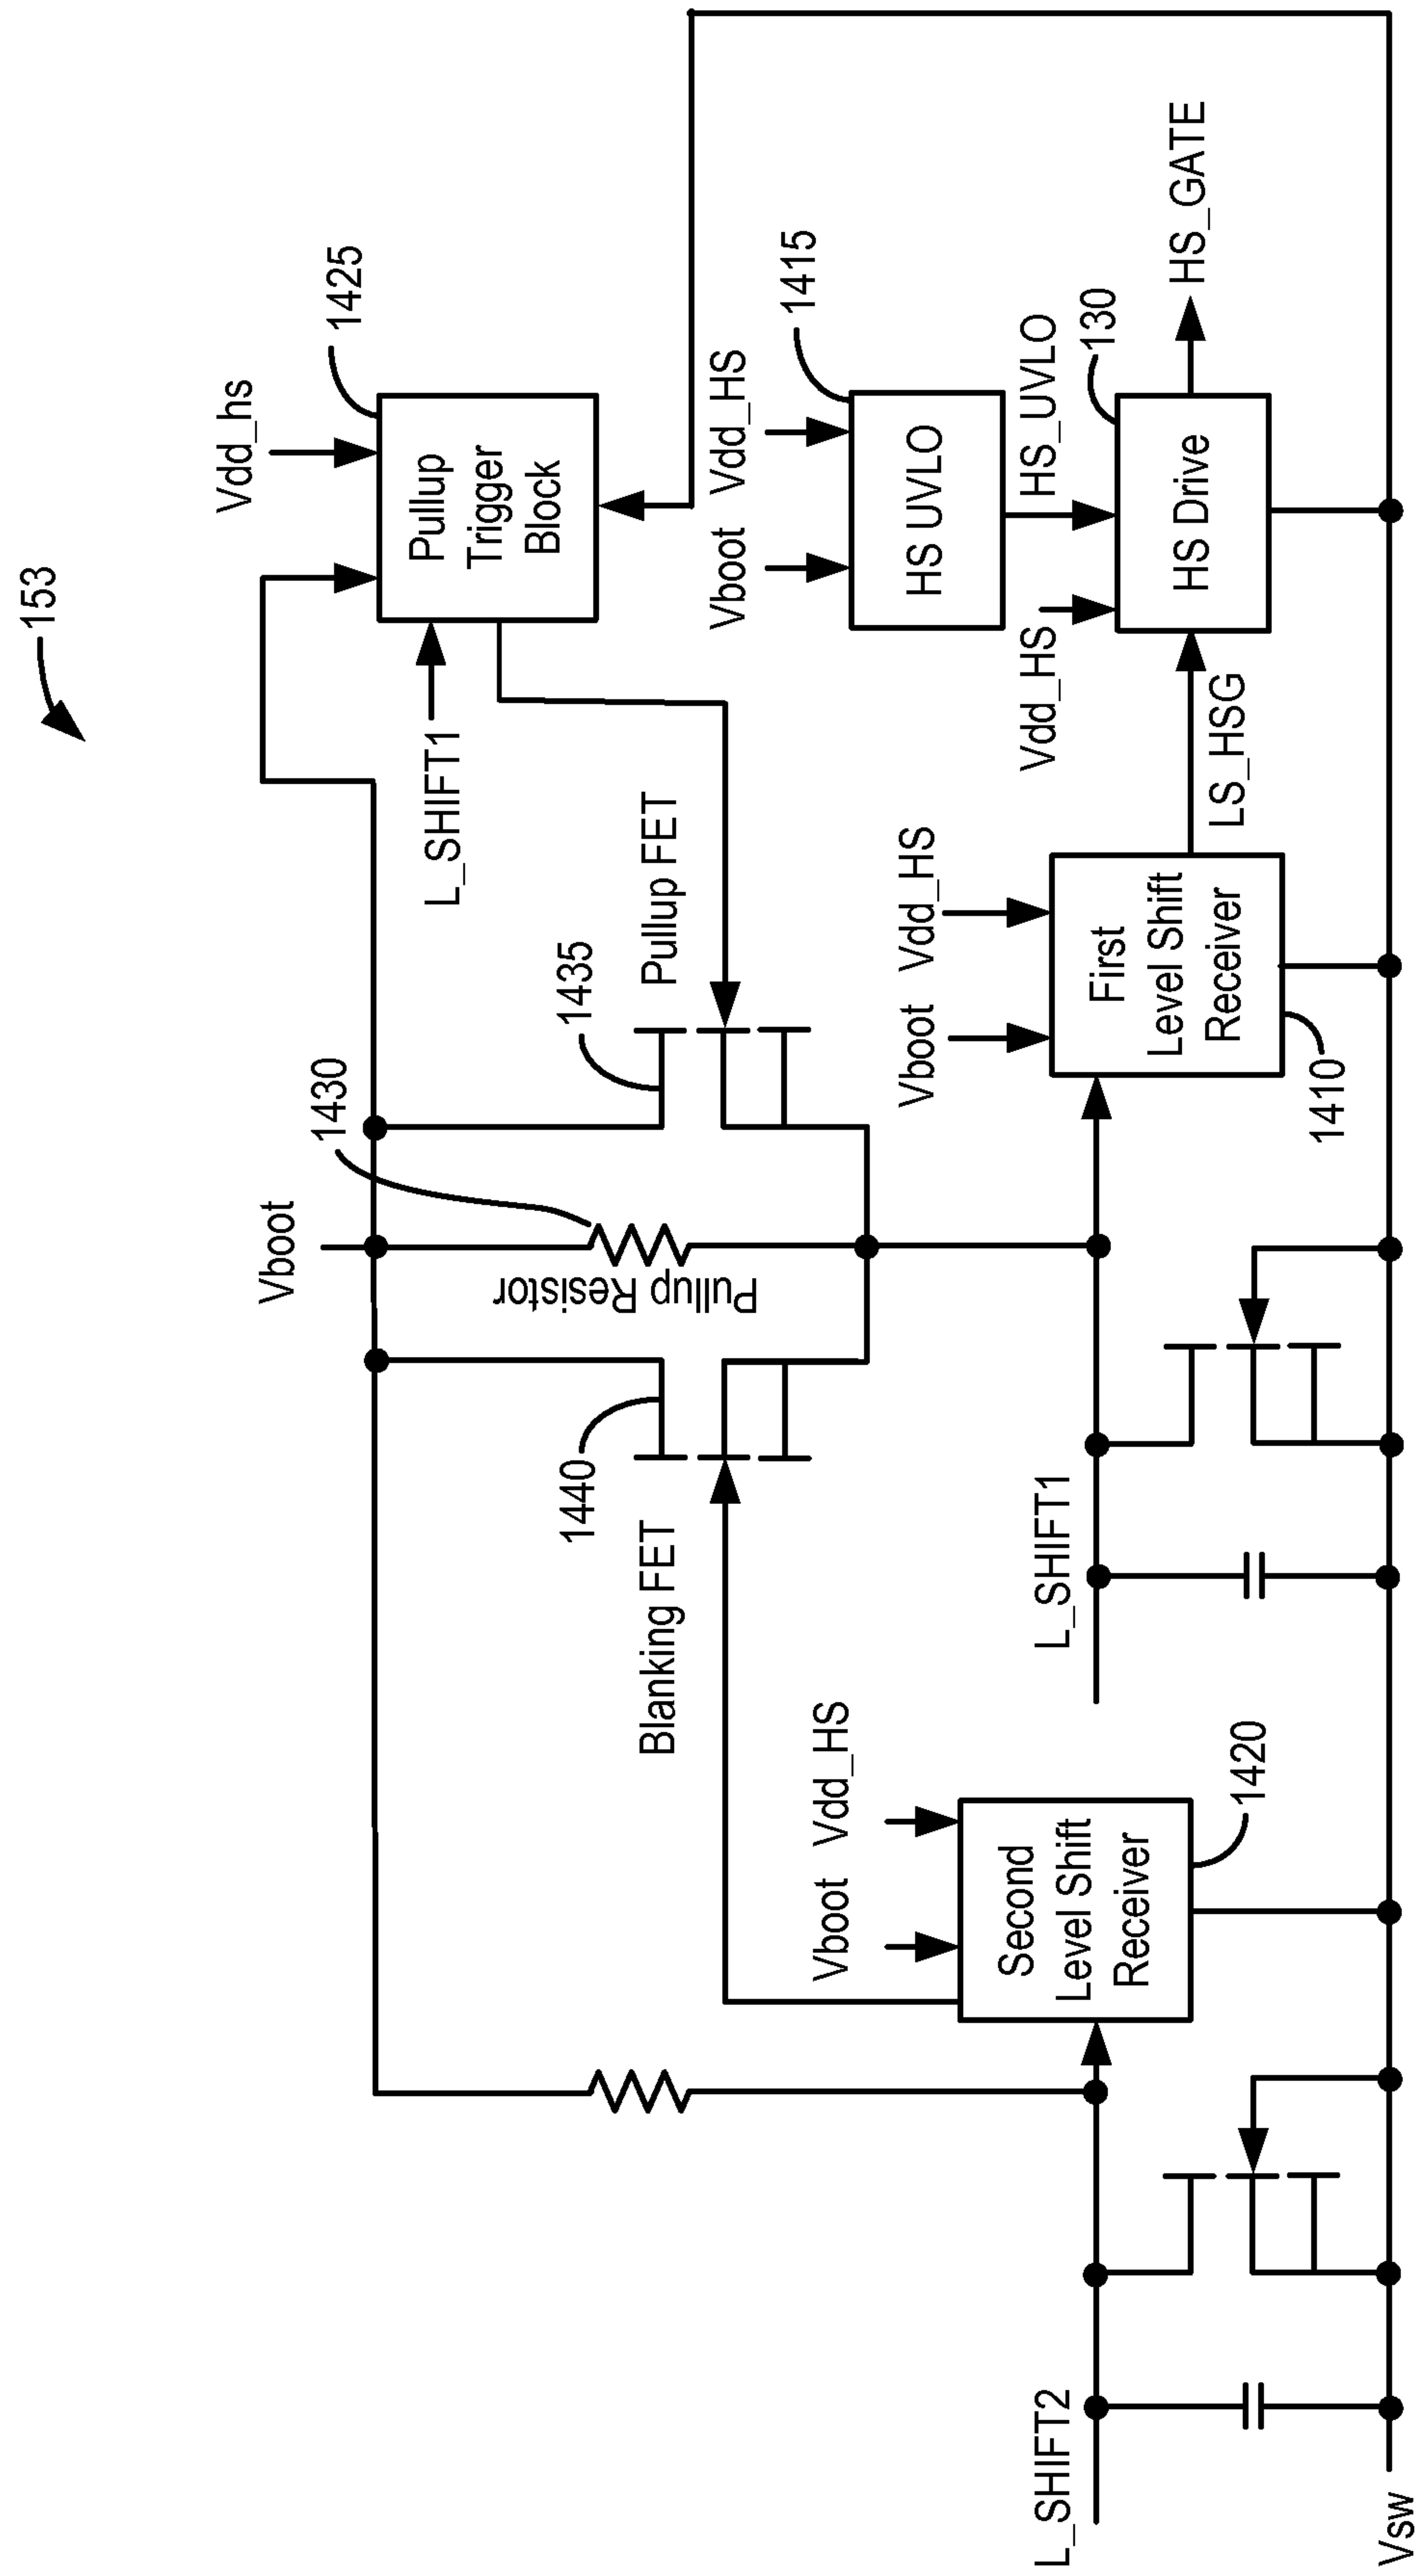 153
Vdd_hs
1425
Pullup
Trigger
Block
L_SHIFT1
Vboot
1430
Pullup Resistor
1435
Pullup FET
1440
Blanking FET
Vboot
Vdd_HS
1415
HS UVLO
HS_UVLO
Vdd_HS
130
HS Drive
HS_GATE
LS_HSG
Vboot
Vdd_HS
First
Level Shift
Receiver
1410
L_SHIFT1
Vboot
Vdd_HS
Second
Level Shift
Receiver
1420
L_SHIFT2
Vsw